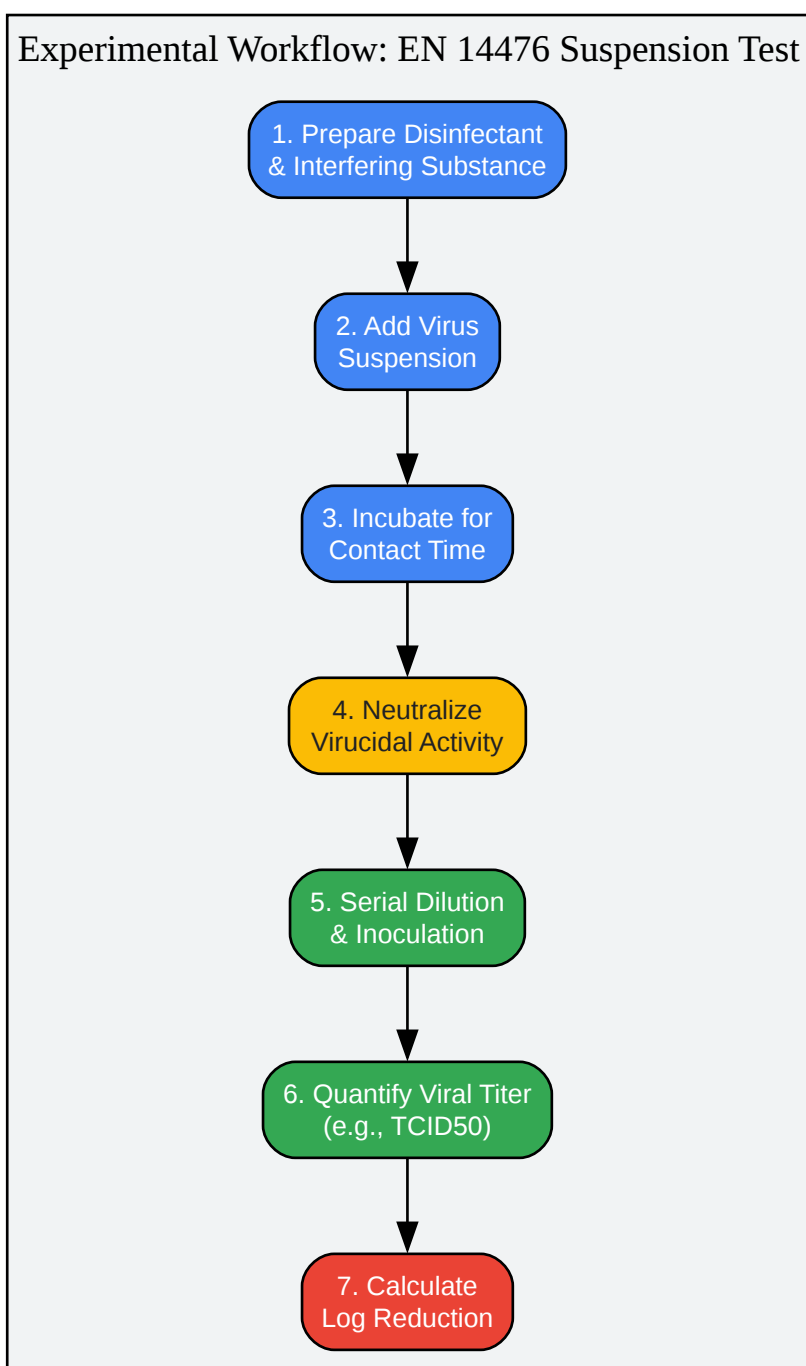 Experimental Workflow: EN 14476 Suspension Test
1. Prepare Disinfectant
& Interfering Substance
2. Add Virus
Suspension
3. Incubate for
Contact Time
4. Neutralize
Virucidal Activity
5. Serial Dilution
& Inoculation
6. Quantify Viral Titer
(e.g., TCID50)
7. Calculate
Log Reduction